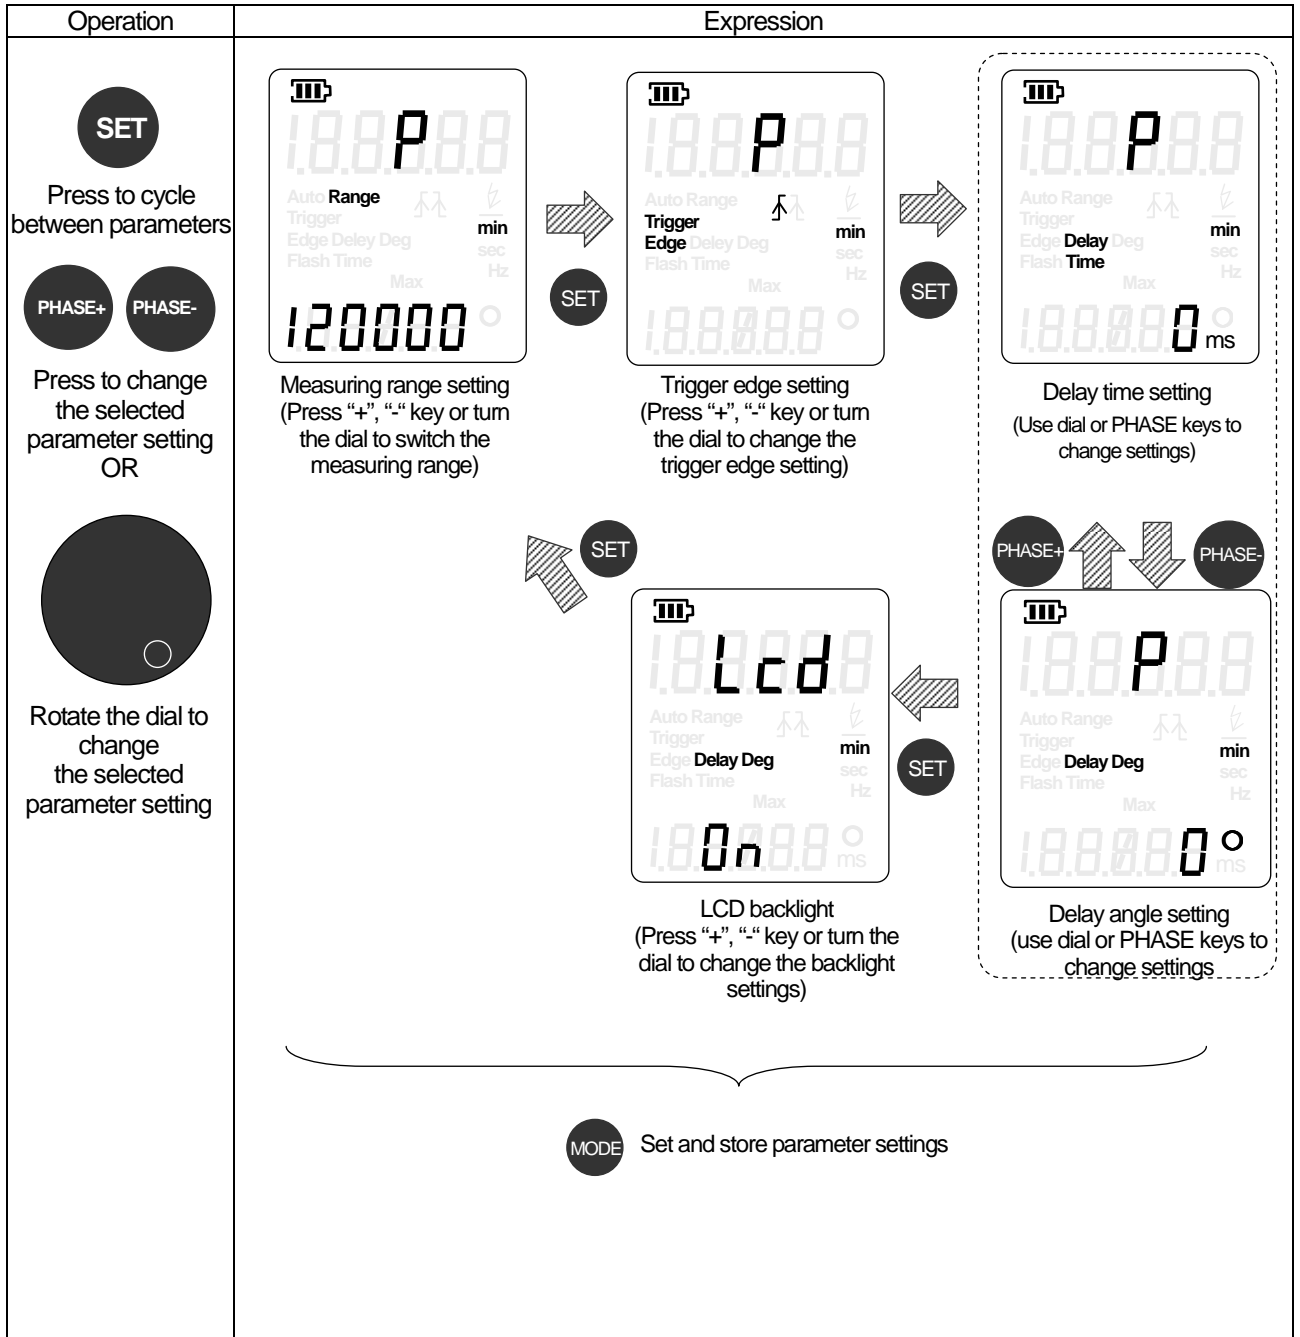 Operation
Expression
SET
Press to cycle
between parameters
PHASE+
PHASE-
Press to change
the selected
parameter setting
OR
Rotate the dial to
change
the selected
parameter setting
P
Auto Range
Trigger
min
Edge Deley Deg
sec
Flash Time
Hz
Max
120000
Measuring range setting
(Press “+”, “-“ key or turn
the dial to switch the
measuring range)
SET
P
Auto Range
Trigger
min
Edge Deley Deg
sec
Flash Time
Hz
Max
18.8.8.8.8
Trigger edge setting
(Press “+”, “-“ key or turn
the dial to change the
trigger edge setting)
SET
P
Auto Range
Trigger
min
Edge Delay Deg
sec
Flash Time
Hz
Max
0 ms
Delay time setting
(Use dial or PHASE keys to
change settings)
PHASE+
PHASE-
P
Auto Range
Trigger
min
Edge Delay Deg
sec
Flash Time
Hz
Max
0°
ms
Delay angle setting
(use dial or PHASE keys to
change settings
SET
Lcd
Auto Range
Trigger
min
Edge Delay Deg
sec
Flash Time
Hz
Max
On
ms
LCD backlight
(Press “+”, “-“ key or turn the
dial to change the backlight
settings)
SET
MODE
Set and store parameter settings